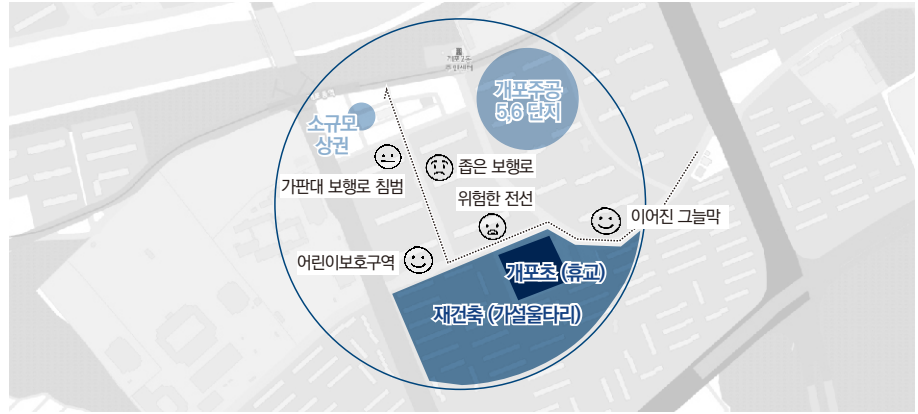 개포주공
5,6 단지
소규모
상권
좁은 보행로
가판대 보행로 침범
위험한 전선
이어진 그늘막
어린이보호구역
개포초 (휴교)
재건축 (가설울타리)